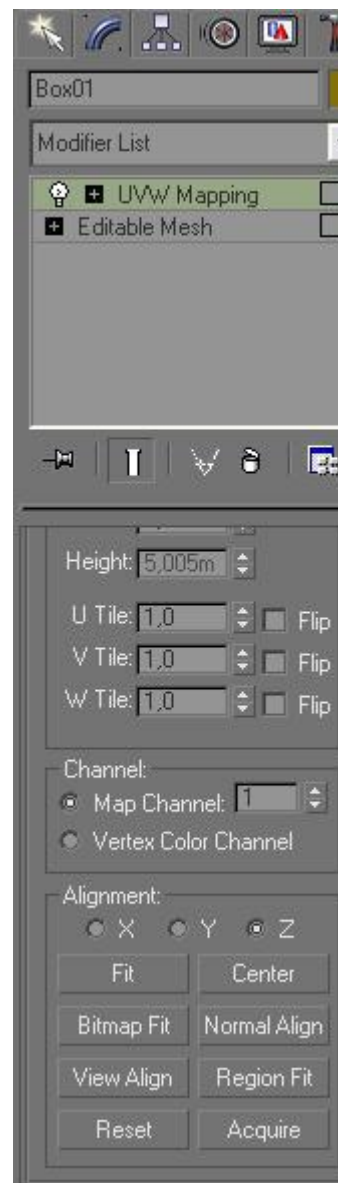 Box01
Modifier List
UVW Mapping
Editable Mesh
Height: 5,005m
U Tile: 1,0 Flip
V Tile: 1,0 Flip
W Tile: 1,0 Flip
Channel:
Map Channel: 1
Vertex Color Channel
Alignment:
X Y Z
Fit Center
Bitmap Fit Normal Align
View Align Region Fit
Reset Acquire